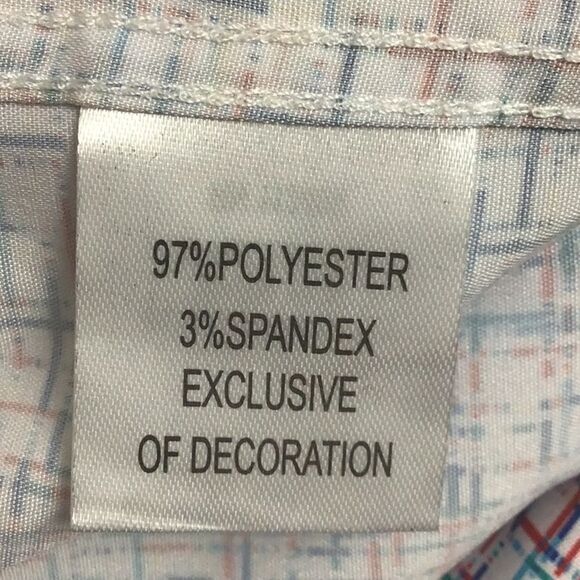 97%POLYESTER
3%SPANDEX
EXCLUSIVE
OF DECORATION